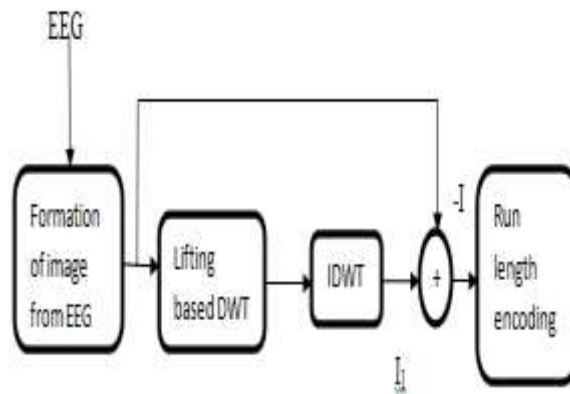 EEG
Formation
of image
from EEG
Lifting
based DWT
IDWT
+
-I
I1
Run
length
encoding